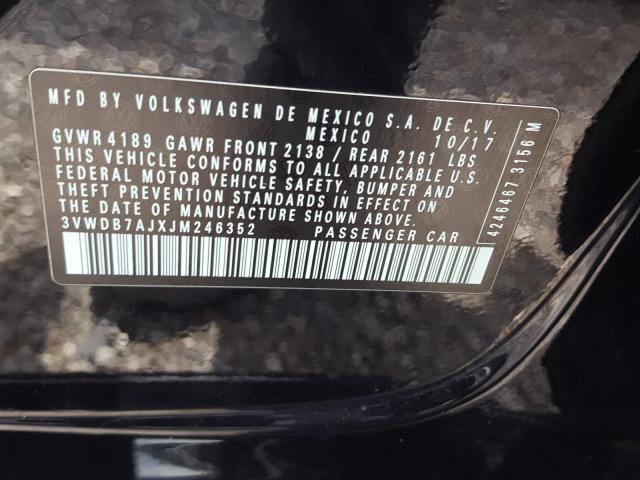 MFD BY VOLKSWAGEN DE MEXICO S.A. DE C.V.
MEXICO 10/17
GVWR 4189 GAWR FRONT 2138 / REAR 2161 LBS
THIS VEHICLE CONFORMS TO ALL APPLICABLE U.S.
FEDERAL MOTOR VEHICLE SAFETY, BUMPER AND
THEFT PREVENTION STANDARDS IN EFFECT ON
THE DATE OF MANUFACTURE SHOWN ABOVE.
3VWDB7AJXJM246352 PASSENGER CAR
4246467 3156 M